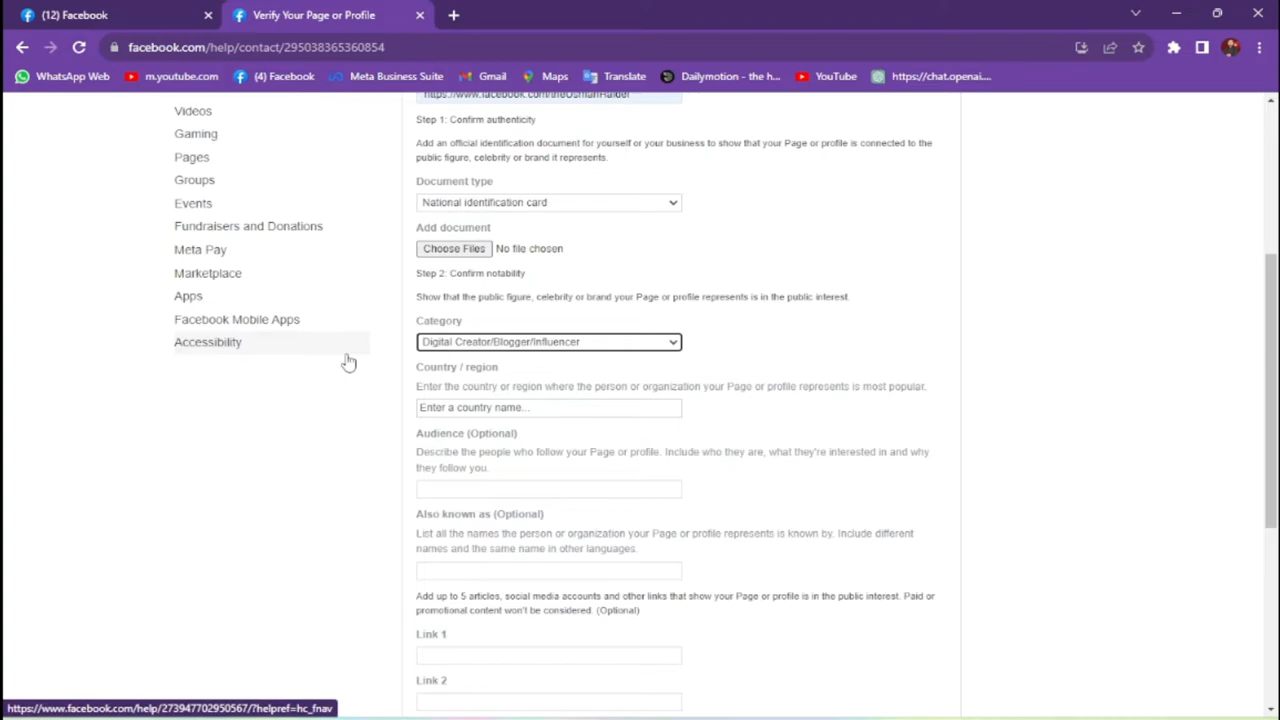 (12) Facebook
Verify Your Page or Profile
facebook.com/help/contact/295038365360854
WhatsApp Web
m.youtube.com
(4) Facebook
Meta Business Suite
Gmail
Maps
Translate
Dailymotion - the h...
YouTube
https://chat.openai....
Videos
Gaming
Pages
Groups
Events
Fundraisers and Donations
Meta Pay
Marketplace
Apps
Facebook Mobile Apps
Accessibility
https://www.facebook.com/theUsmanHaider
Step 1: Confirm authenticity
Add an official identification document for yourself or your business to show that your Page or profile is connected to the
public figure, celebrity or brand it represents.
Document type
National identification card
Add document
Choose Files No file chosen
Step 2: Confirm notability
Show that the public figure, celebrity or brand your Page or profile represents is in the public interest.
Category
Digital Creator/Blogger/Influencer
Country / region
Enter the country or region where the person or organization your Page or profile represents is most popular.
Enter a country name...
Audience (Optional)
Describe the people who follow your Page or profile. Include who they are, what they're interested in and why
they follow you.
Also known as (Optional)
List all the names the person or organization your Page or profile represents is known by. Include different
names and the same name in other languages.
Add up to 5 articles, social media accounts and other links that show your Page or profile is in the public interest. Paid or
promotional content won't be considered. (Optional)
Link 1
Link 2
https://www.facebook.com/help/273947702950567/?helpref=hc_fnav